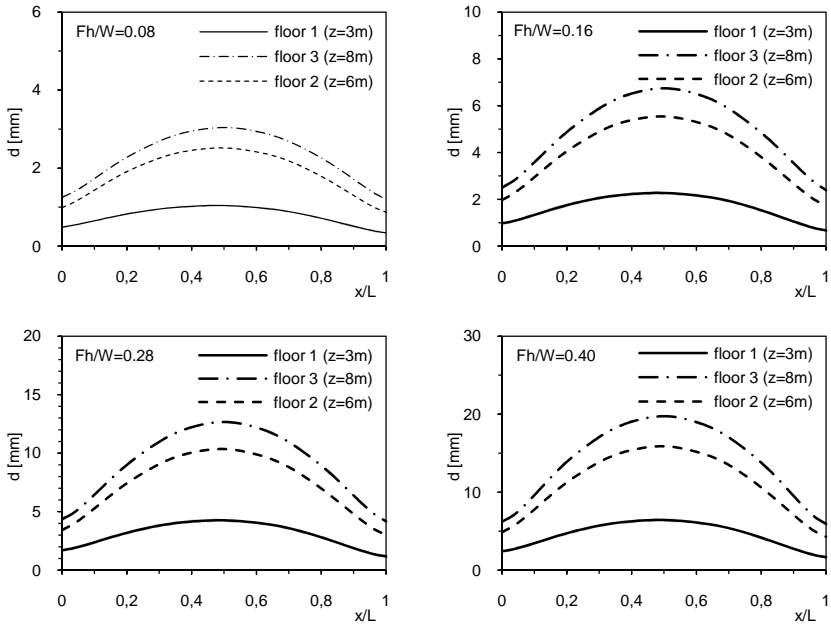 Fh/W=0.08
floor 1 (z=3m)
floor 3 (z=8m)
floor 2 (z=6m)
d [mm]
6
4
2
0
0 0,2 0,4 0,6 0,8 1
x/L
Fh/W=0.16
floor 1 (z=3m)
floor 3 (z=8m)
floor 2 (z=6m)
d [mm]
10
8
6
4
2
0
0 0,2 0,4 0,6 0,8 1
x/L
Fh/W=0.28
floor 1 (z=3m)
floor 3 (z=8m)
floor 2 (z=6m)
d [mm]
20
15
10
5
0
0 0,2 0,4 0,6 0,8 1
x/L
Fh/W=0.40
floor 1 (z=3m)
floor 3 (z=8m)
floor 2 (z=6m)
d [mm]
30
20
10
0
0 0,2 0,4 0,6 0,8 1
x/L